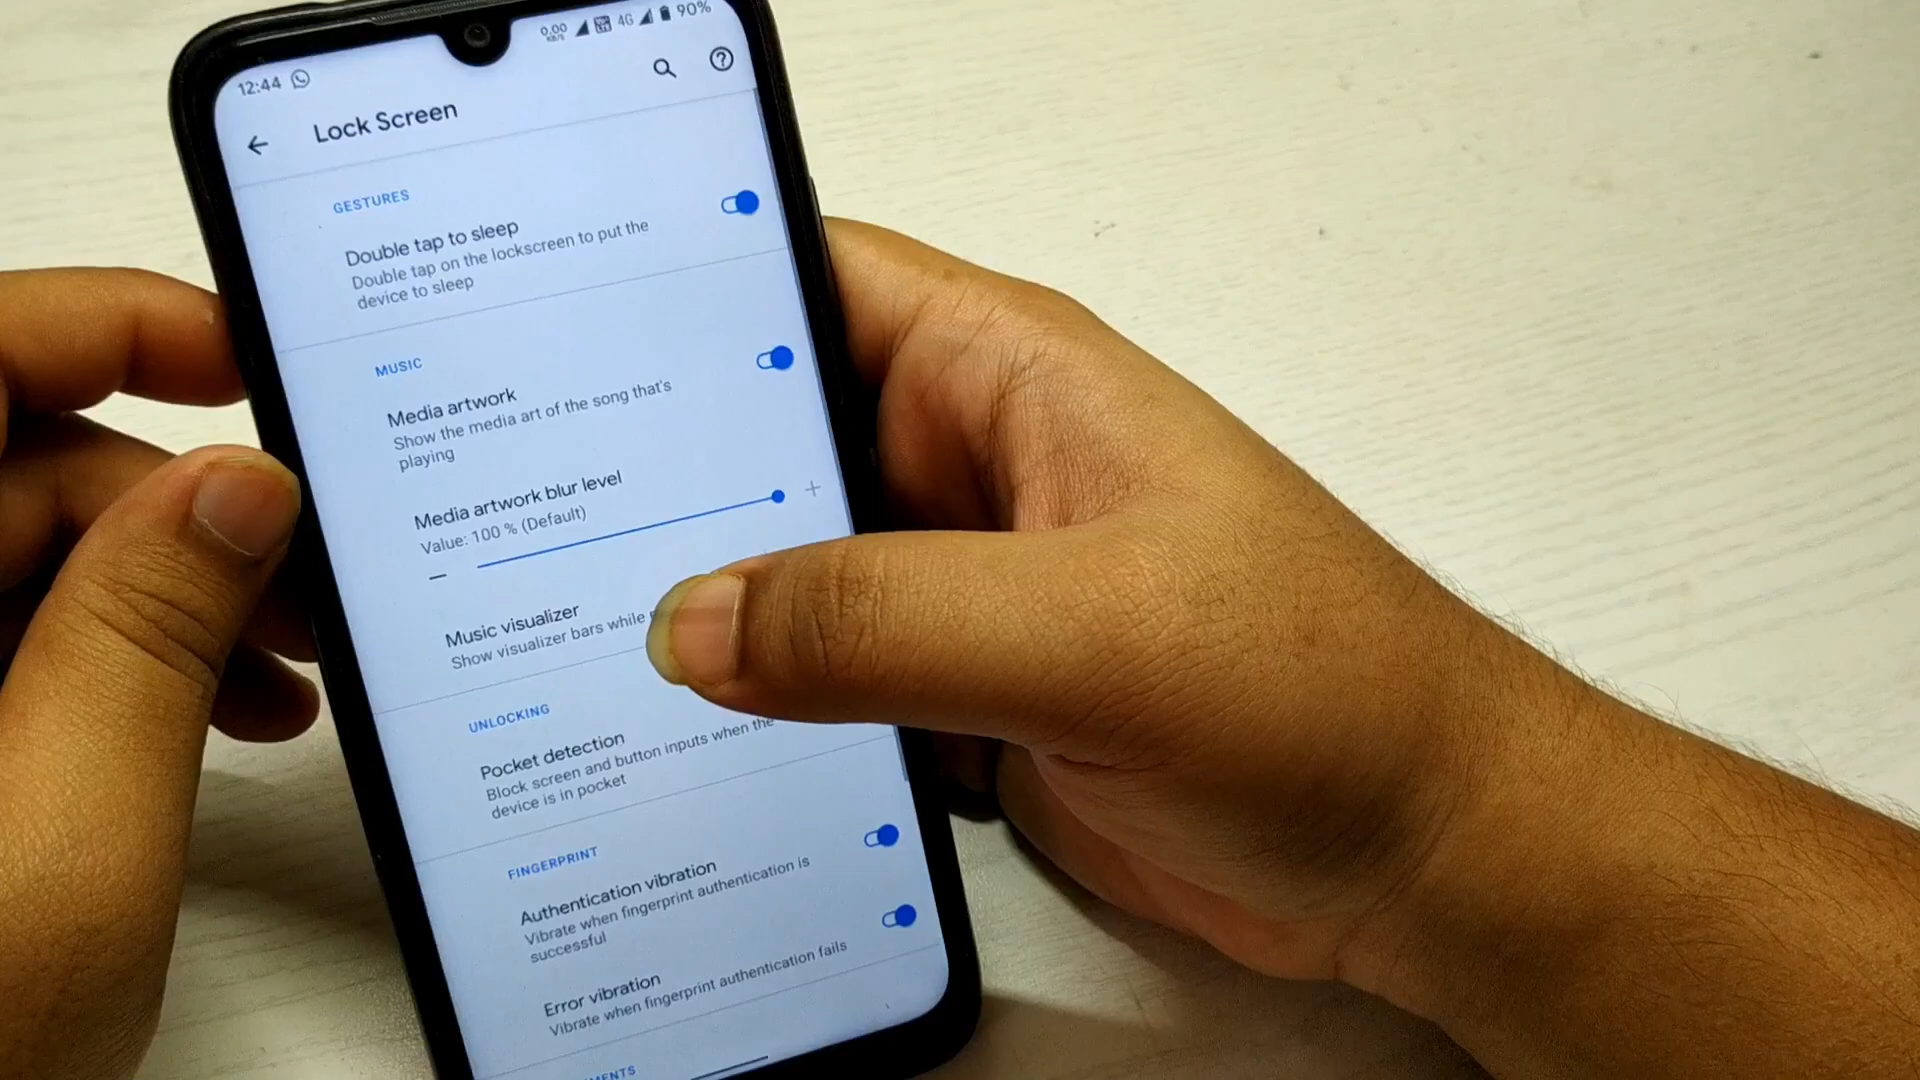 12:44
0.00
KB/S
4G
90%
Lock Screen
GESTURES
Double tap to sleep
Double tap on the lockscreen to put the
device to sleep
MUSIC
Media artwork
Show the media art of the song that's
playing
Media artwork blur level
Value: 100 % (Default)
Music visualizer
Show visualizer bars while
UNLOCKING
Pocket detection
Block screen and button inputs when the
device is in pocket
FINGERPRINT
Authentication vibration
Vibrate when fingerprint authentication is
successful
Error vibration
Vibrate when fingerprint authentication fails